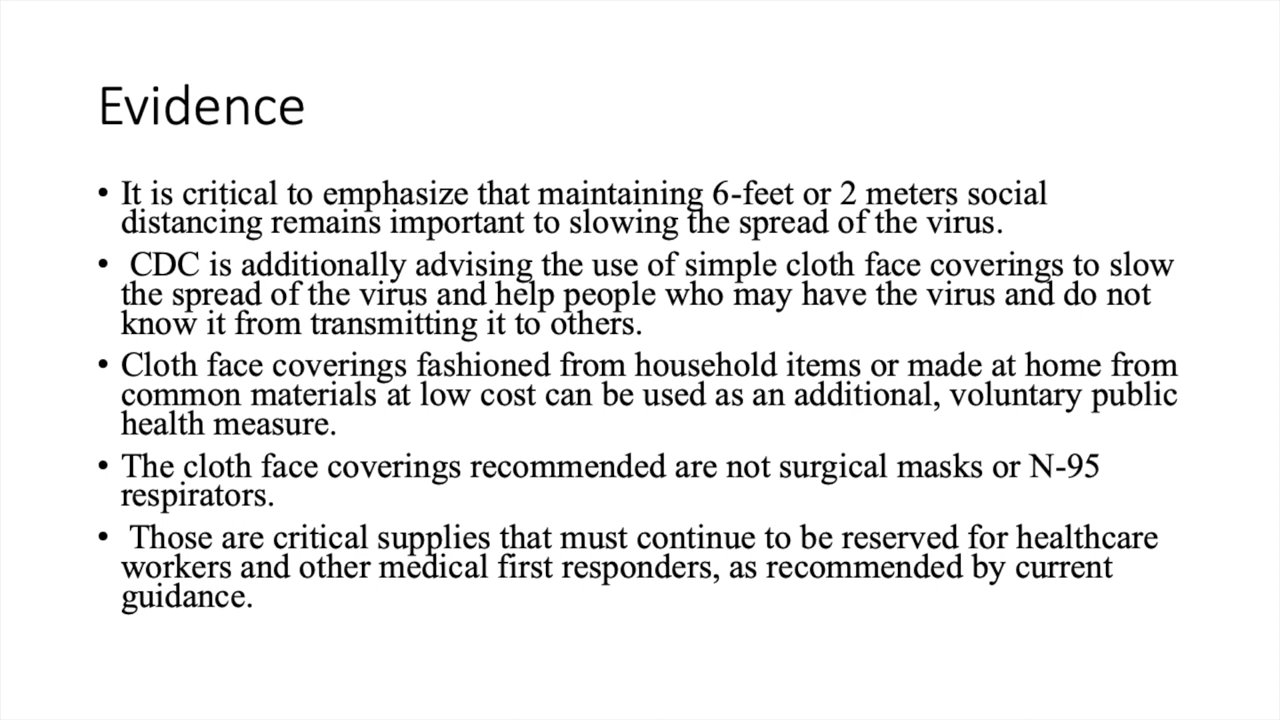 Evidence
• It is critical to emphasize that maintaining 6-feet or 2 meters social
distancing remains important to slowing the spread of the virus.
• CDC is additionally advising the use of simple cloth face coverings to slow
the spread of the virus and help people who may have the virus and do not
know it from transmitting it to others.
• Cloth face coverings fashioned from household items or made at home from
common materials at low cost can be used as an additional, voluntary public
health measure.
• The cloth face coverings recommended are not surgical masks or N-95
respirators.
• Those are critical supplies that must continue to be reserved for healthcare
workers and other medical first responders, as recommended by current
guidance.